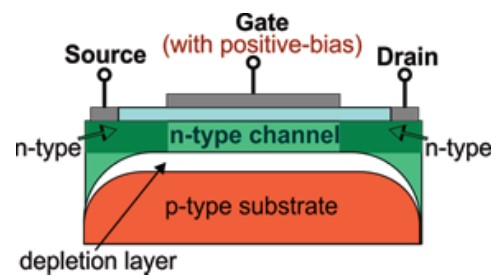 Gate
(with positive-bias)
Source
Drain
n-type channel
n-type
n-type
p-type substrate
depletion layer